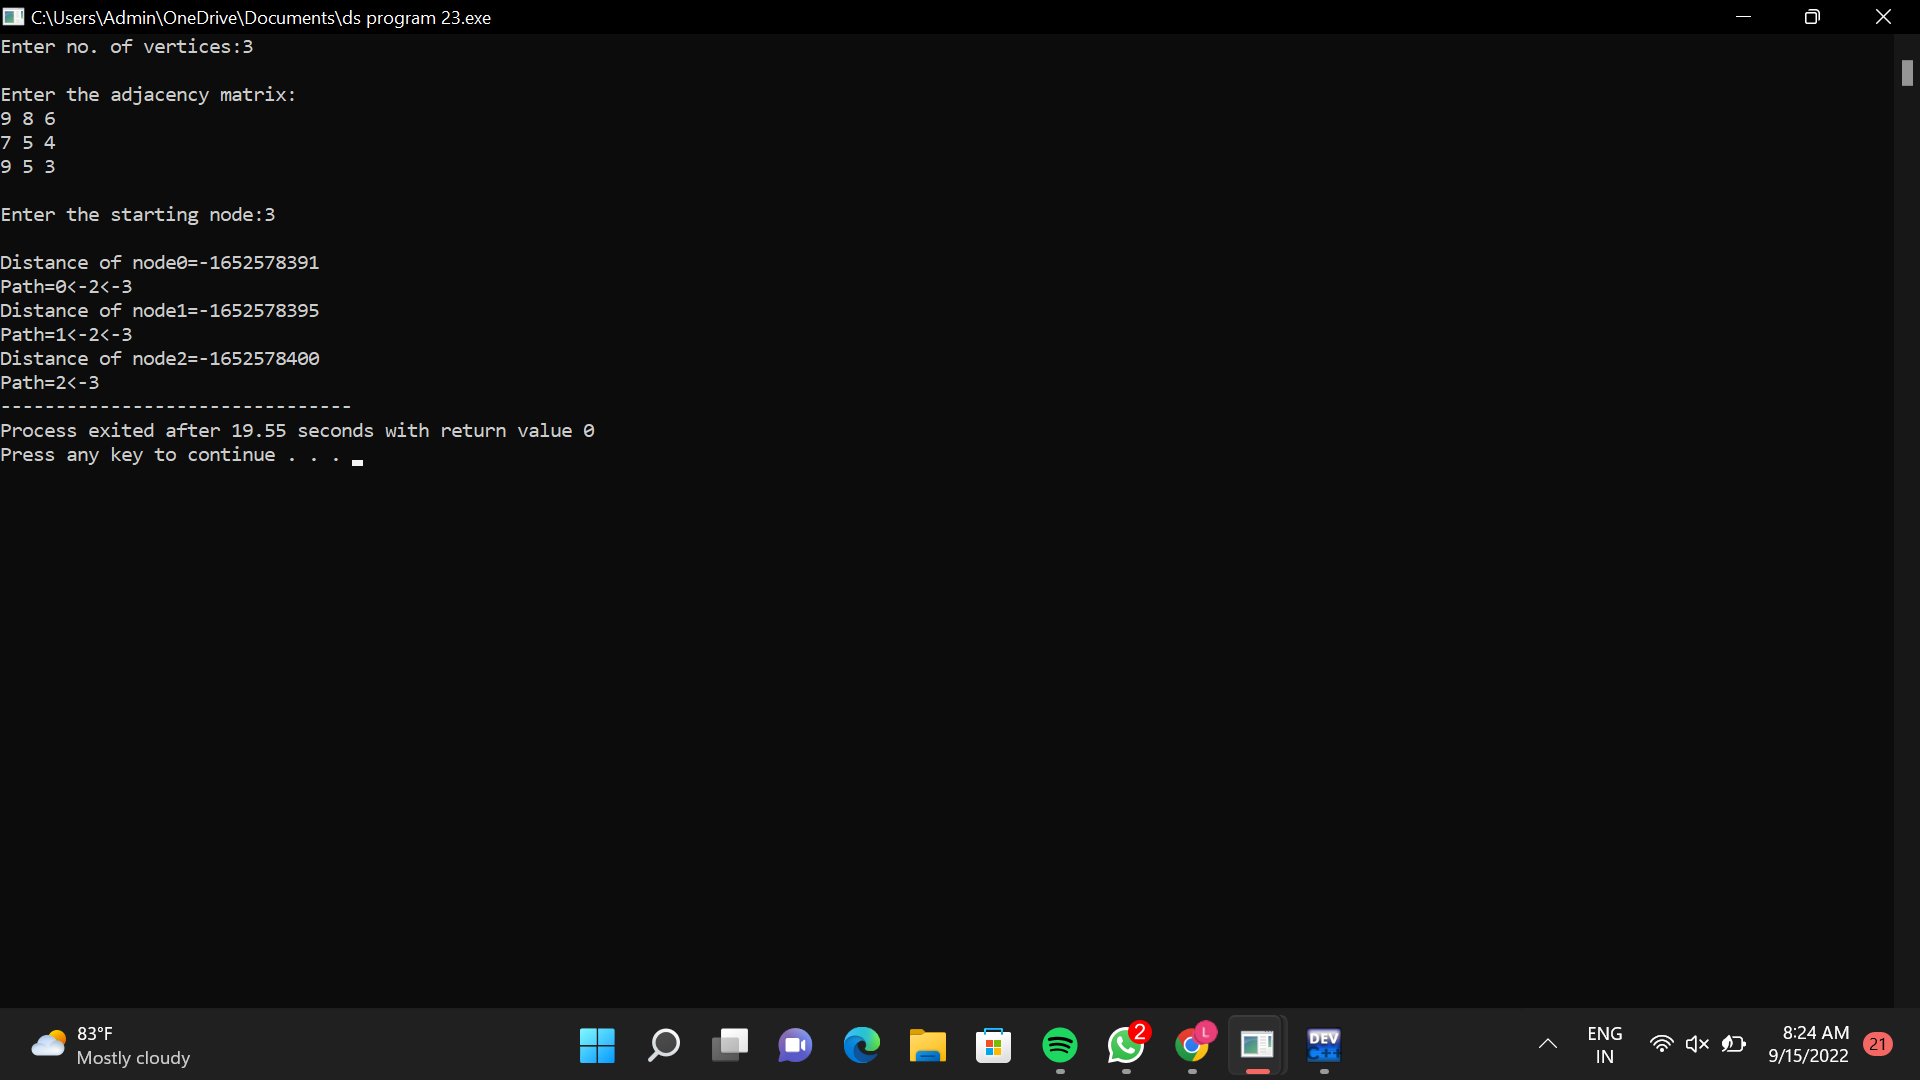 C:\Users\Admin\OneDrive\Documents\ds program 23.exe
Enter no. of vertices:3
Enter the adjacency matrix:
9 8 6
7 5 4
9 5 3
Enter the starting node:3
Distance of node0=-1652578391
Path=0<-2<-3
Distance of node1=-1652578395
Path=1<-2<-3
Distance of node2=-1652578400
Path=2<-3
--------------------------------
Process exited after 19.55 seconds with return value 0
Press any key to continue . . .
83°F
Mostly cloudy
2
L
DEV
C++
ENG
IN
8:24 AM
9/15/2022
21